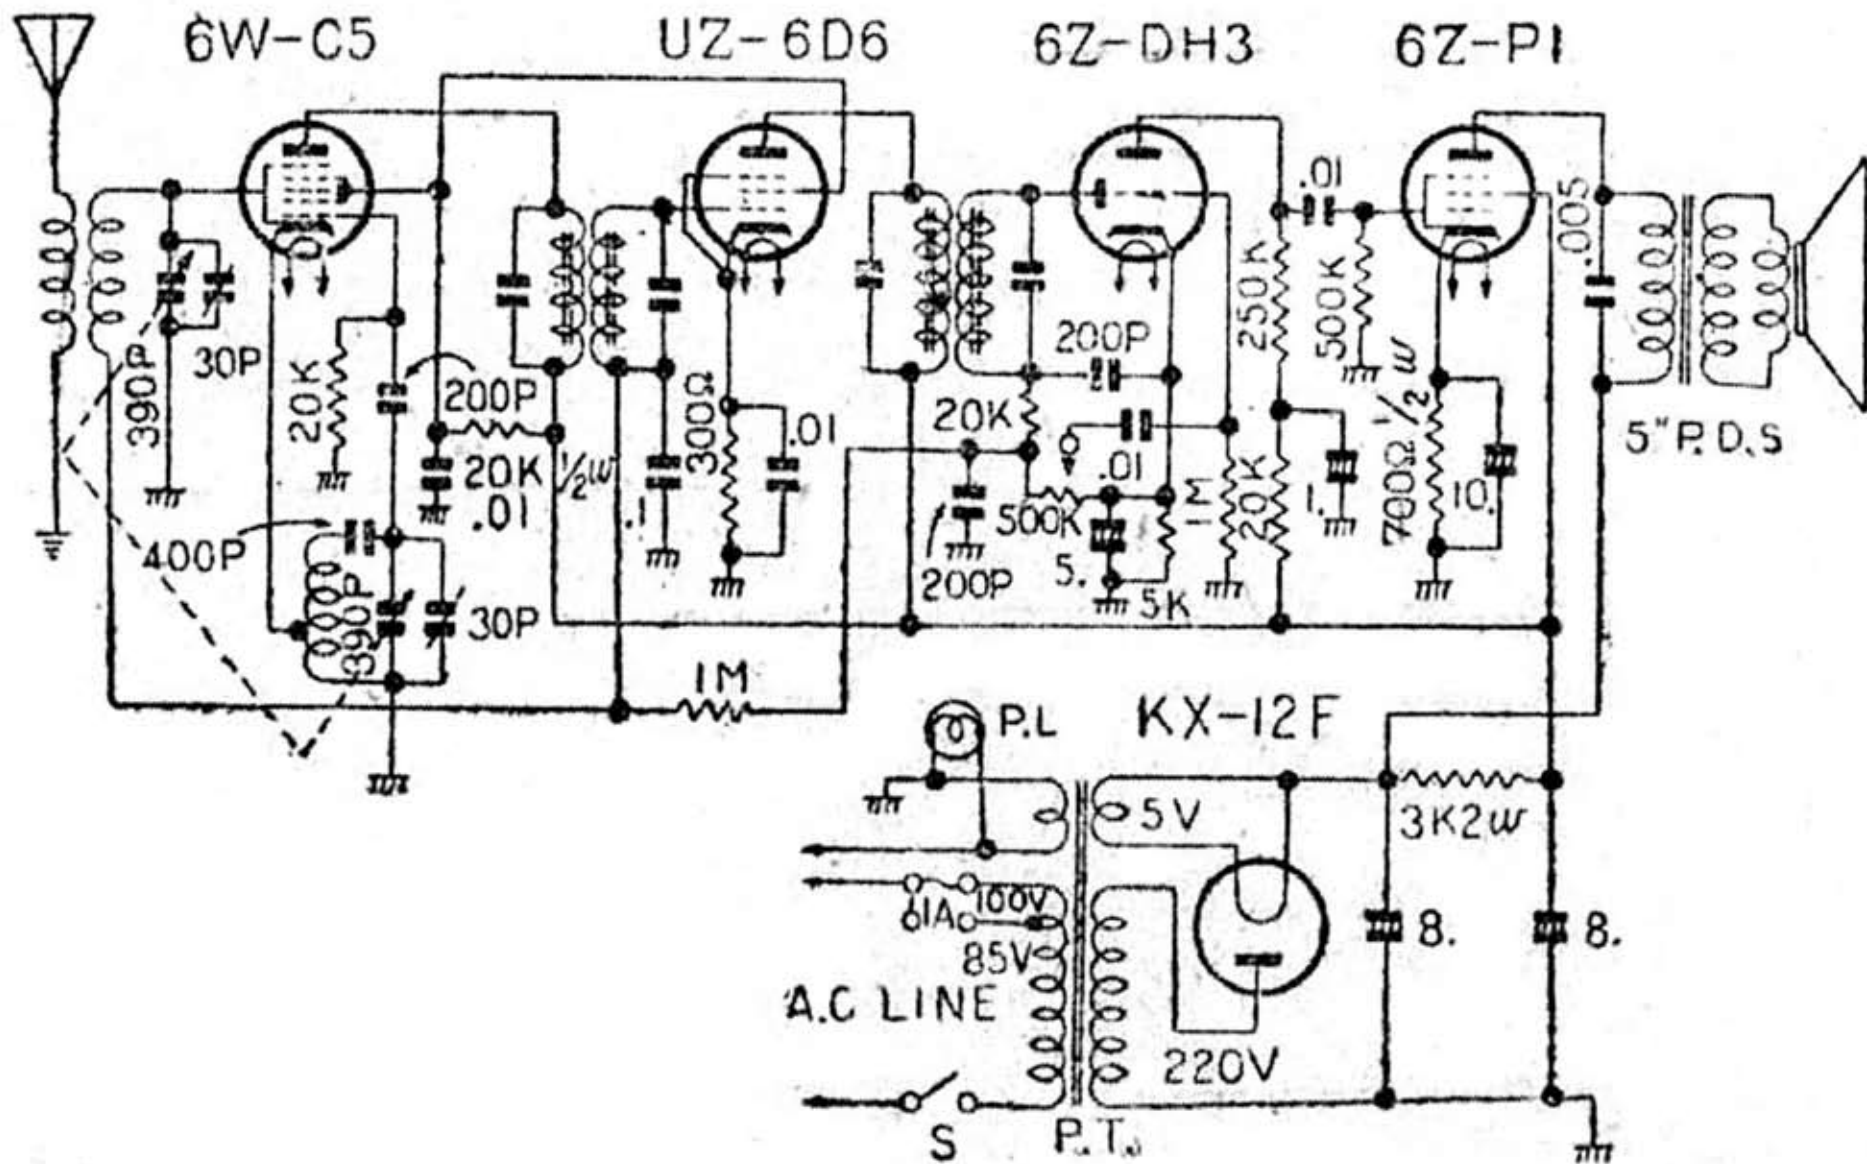 6W-C5
UZ-6D6
6Z-DH3
6Z-P1
.01
.005
390P
30P
20K
200P
20K
1/2W
.01
.1
300Ω
.01
200P
20K
.01
500K
5.
5K
200P
1M
250K
20K
500K
1.
700Ω 1/2W
10.
5" P.D.S
400P
390P
30P
1M
P.L
KX-12F
5V
3K2W
100V
61A
85V
8.
8.
A.C LINE
220V
S
P.T.